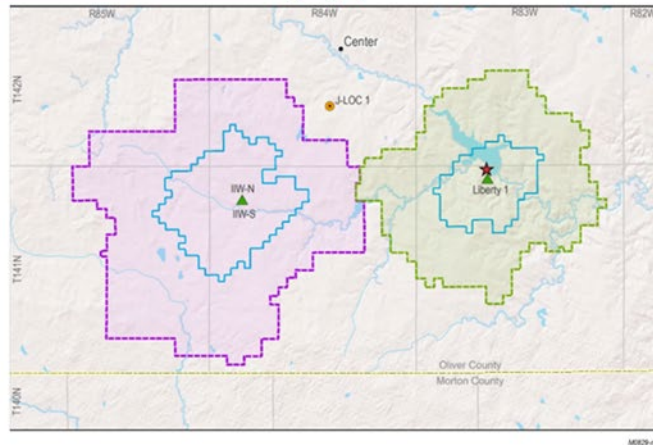 R85W
R84W
R83W
R82W
Center
T142N
J-LOC 1
IIW-N
IIW-S
Liberty 1
T141N
Oliver County
Morton County
T140N